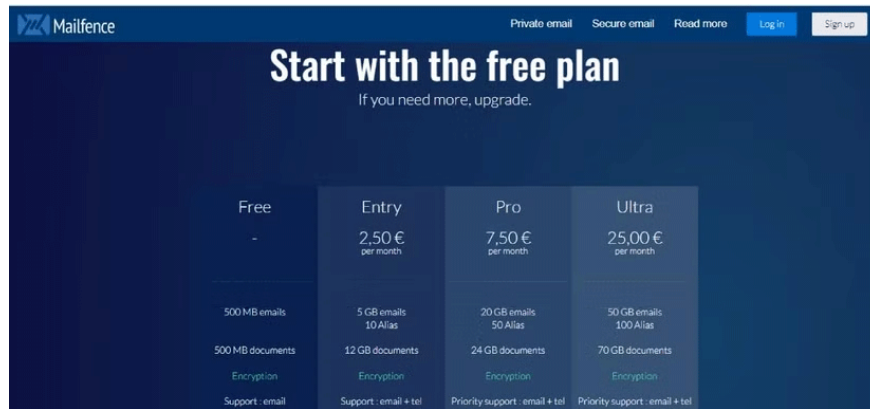 Mailfence
Private email Secure email Read more Log in Sign up
Start with the free plan
If you need more, upgrade.
Free Entry Pro Ultra
- 2,50 € 7,50 € 25,00 €
per month per month per month
500 MB emails 5 GB emails 20 GB emails 50 GB emails
10 Alias 50 Alias 100 Alias
500 MB documents 12 GB documents 24 GB documents 70 GB documents
Encryption Encryption Encryption Encryption
Support : email Support : email + tel Priority support : email + tel Priority support : email + tel